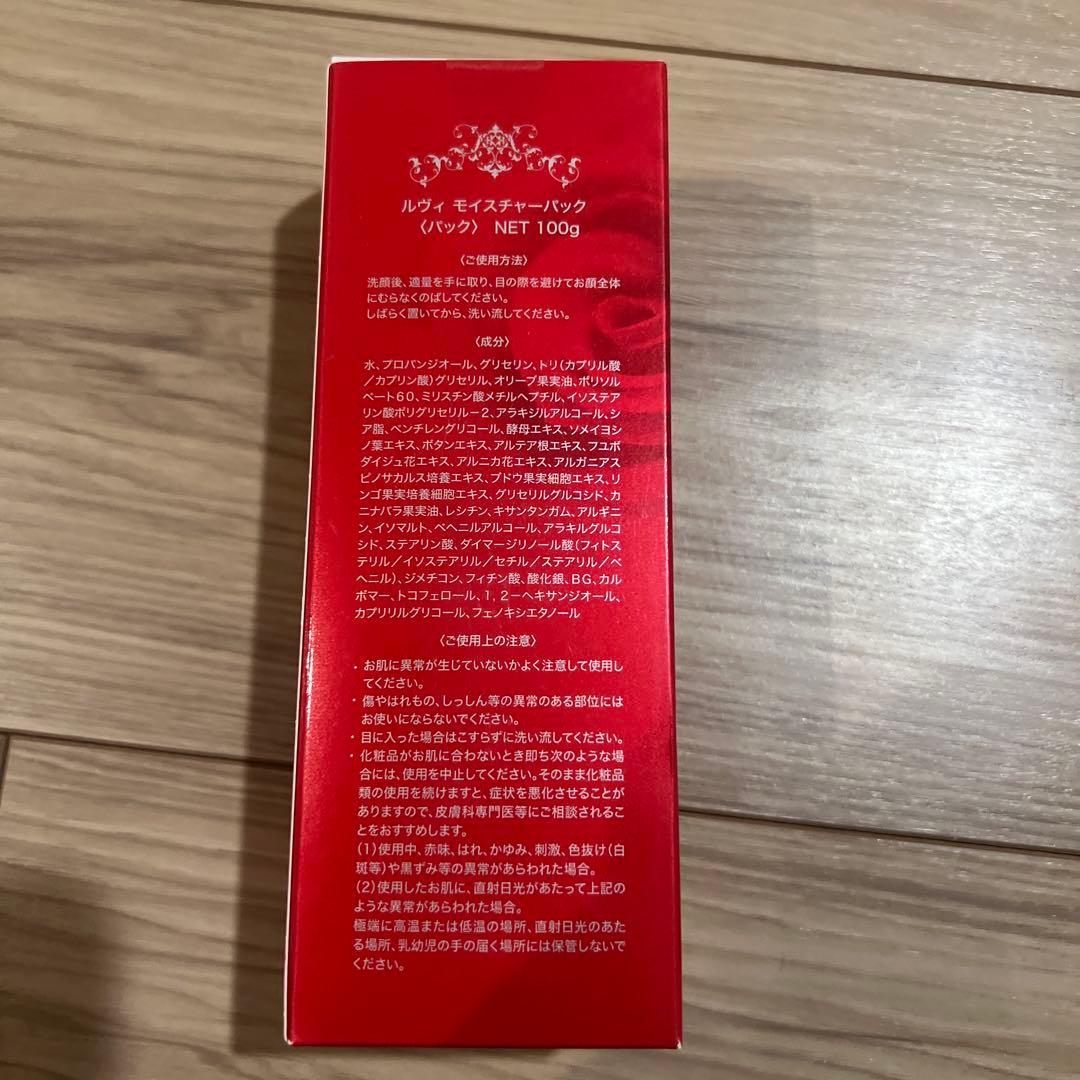 ルヴィ モイスチャーパック
〈パック〉 NET 100g
〈ご使用方法〉
洗顔後、適量を手に取り、目の際を避けてお顔全体
にむらなくのばしてください。
しばらく置いてから、洗い流してください。
〈成分〉
水、プロパンジオール、グリセリン、トリ(カプリル酸
/カプリン酸)グリセリル、オリーブ果実油、ポリソル
ベート60、ミリスチン酸メチルヘプチル、イソステア
リン酸ポリグリセリル-2、アラキジルアルコール、シ
ア脂、ペンチレングリコール、酵母エキス、ソメイヨシ
ノ葉エキス、ボタンエキス、アルテア根エキス、フユボ
ダイジュ花エキス、アルニカ花エキス、アルガニアス
ピノサカルス培養エキス、ブドウ果実細胞エキス、リ
ンゴ果実培養細胞エキス、グリセリルグルコシド、カ
ニナバラ果実油、レシチン、キサンタンガム、アルギニ
ン、イソマルト、ベヘニルアルコール、アラキルグルコ
シド、ステアリン酸、ダイマージリノール酸(フィトス
テリル/イソステアリル/セチル/ステアリル/ベ
ヘニル)、ジメチコン、フィチン酸、酸化銀、BG、カル
ボマー、トコフェロール、1,2-ヘキサンジオール、
カプリリルグリコール、フェノキシエタノール
〈ご使用上の注意〉
・お肌に異常が生じていないかよく注意して使用し
てください。
・傷やはれもの、しっしん等の異常のある部位には
お使いにならないでください。
・目に入った場合はこすらずに洗い流してください。
・化粧品がお肌に合わないとき即ち次のような場
合には、使用を中止してください。そのまま化粧品
類の使用を続けますと、症状を悪化させることが
ありますので、皮膚科専門医等にご相談されるこ
とをおすすめします。
(1)使用中、赤味、はれ、かゆみ、刺激、色抜け(白
斑等)や黒ずみ等の異常があらわれた場合。
(2)使用したお肌に、直射日光があたって上記の
ような異常があらわれた場合。
極端に高温または低温の場所、直射日光のあた
る場所、乳幼児の手の届く場所には保管しないで
ください。